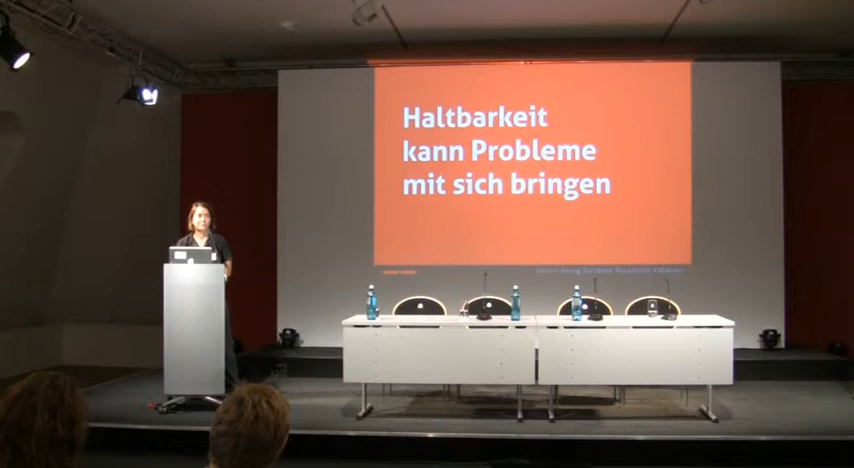 Haltbarkeit
kann Probleme
mit sich bringen